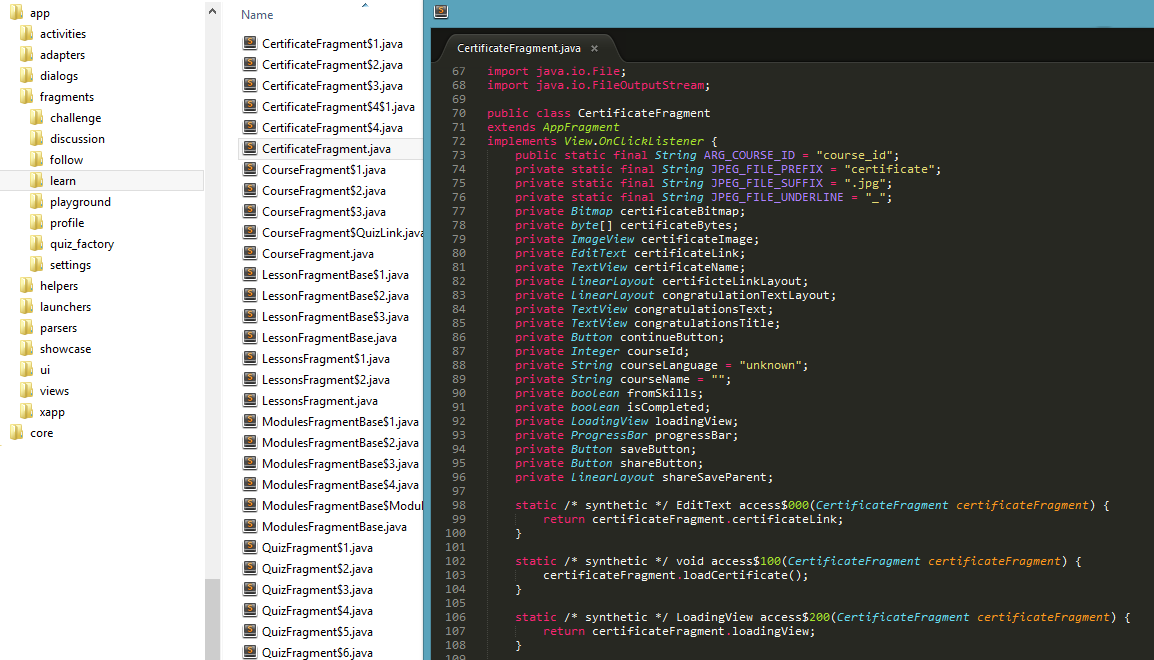 app
activities
adapters
dialogs
fragments
challenge
discussion
follow
learn
playground
profile
quiz_factory
settings
helpers
launchers
parsers
showcase
ui
views
xapp
core
Name
CertificateFragment$1.java
CertificateFragment$2.java
CertificateFragment$3.java
CertificateFragment$4$1.java
CertificateFragment$4.java
CertificateFragment.java
CourseFragment$1.java
CourseFragment$2.java
CourseFragment$3.java
CourseFragment$QuizLink.java
CourseFragment.java
LessonFragmentBase$1.java
LessonFragmentBase$2.java
LessonFragmentBase$3.java
LessonFragmentBase.java
LessonsFragment$1.java
LessonsFragment$2.java
LessonsFragment.java
ModulesFragmentBase$1.java
ModulesFragmentBase$2.java
ModulesFragmentBase$3.java
ModulesFragmentBase$4.java
ModulesFragmentBase$Modul
ModulesFragmentBase.java
QuizFragment$1.java
QuizFragment$2.java
QuizFragment$3.java
QuizFragment$4.java
QuizFragment$5.java
QuizFragment$6.java
CertificateFragment.java ×
67 import java.io.File;
68 import java.io.FileOutputStream;
69
70 public class CertificateFragment
71 extends AppFragment
72 implements View.OnClickListener {
73 public static final String ARG_COURSE_ID = "course_id";
74 private static final String JPEG_FILE_PREFIX = "certificate";
75 private static final String JPEG_FILE_SUFFIX = ".jpg";
76 private static final String JPEG_FILE_UNDERLINE = "_";
77 private Bitmap certificateBitmap;
78 private byte[] certificateBytes;
79 private ImageView certificateImage;
80 private EditText certificateLink;
81 private TextView certificateName;
82 private LinearLayout certificteLinkLayout;
83 private LinearLayout congratulationTextLayout;
84 private TextView congratulationsText;
85 private TextView congratulationsTitle;
86 private Button continueButton;
87 private Integer courseId;
88 private String courseLanguage = "unknown";
89 private String courseName = "";
90 private boolean fromSkills;
91 private boolean isCompleted;
92 private LoadingView loadingView;
93 private ProgressBar progressBar;
94 private Button saveButton;
95 private Button shareButton;
96 private LinearLayout shareSaveParent;
97
98 static /* synthetic */ EditText access$000(CertificateFragment certificateFragment) {
99 return certificateFragment.certificateLink;
100 }
101
102 static /* synthetic */ void access$100(CertificateFragment certificateFragment) {
103 certificateFragment.loadCertificate();
104 }
105
106 static /* synthetic */ LoadingView access$200(CertificateFragment certificateFragment) {
107 return certificateFragment.loadingView;
108 }
109